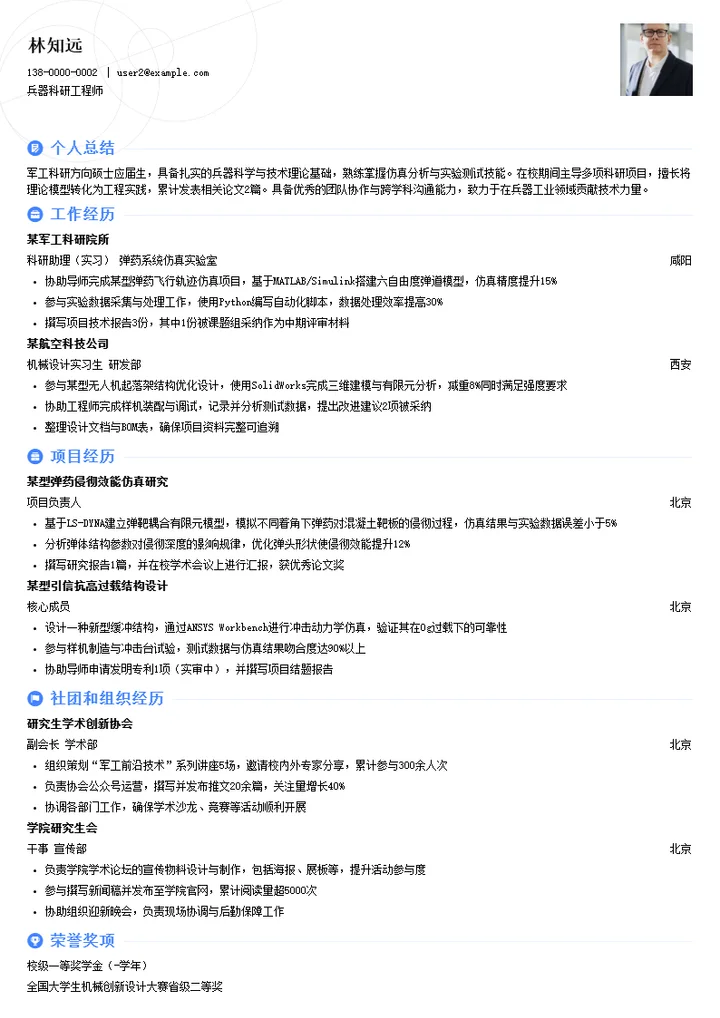 林知远
138-0000-0002 | user2@example.com
兵器科研工程师
个人总结
军工科研方向硕士应届生，具备扎实的兵器科学与技术理论基础，熟练掌握仿真分析与实验测试技能。在校期间主导多项科研项目，擅长将
理论模型转化为工程实践，累计发表相关论文2篇。具备优秀的团队协作与跨学科沟通能力，致力于在兵器工业领域贡献技术力量。
工作经历
某军工科研院所
科研助理（实习） 弹药系统仿真实验室 咸阳
• 协助导师完成某型弹药飞行轨迹仿真项目，基于MATLAB/Simulink搭建六自由度弹道模型，仿真精度提升15%
• 参与实验数据采集与处理工作，使用Python编写自动化脚本，数据处理效率提高30%
• 撰写项目技术报告3份，其中1份被课题组采纳作为中期评审材料
某航空科技公司
机械设计实习生 研发部 西安
• 参与某型无人机起落架结构优化设计，使用SolidWorks完成三维建模与有限元分析，减重8%同时满足强度要求
• 协助工程师完成样机装配与调试，记录并分析测试数据，提出改进建议2项被采纳
• 整理设计文档与BOM表，确保项目资料完整可追溯
项目经历
某型弹药侵彻效能仿真研究
项目负责人 北京
• 基于LS-DYNA建立弹靶耦合有限元模型，模拟不同着角下弹药对混凝土靶板的侵彻过程，仿真结果与实验数据误差小于5%
• 分析弹体结构参数对侵彻深度的影响规律，优化弹头形状使侵彻效能提升12%
• 撰写研究报告1篇，并在校学术会议上进行汇报，获优秀论文奖
某型引信抗高过载结构设计
核心成员 北京
• 设计一种新型缓冲结构，通过ANSYS Workbench进行冲击动力学仿真，验证其在0g过载下的可靠性
• 参与样机制造与冲击台试验，测试数据与仿真结果吻合度达90%以上
• 协助导师申请发明专利1项（实审中），并撰写项目结题报告
社团和组织经历
研究生学术创新协会
副会长 学术部 北京
• 组织策划“军工前沿技术”系列讲座5场，邀请校内外专家分享，累计参与300余人次
• 负责协会公众号运营，撰写并发布推文20余篇，关注量增长40%
• 协调各部门工作，确保学术沙龙、竞赛等活动顺利开展
学院研究生会
干事 宣传部 北京
• 负责学院学术论坛的宣传物料设计与制作，包括海报、展板等，提升活动参与度
• 参与撰写新闻稿并发布至学院官网，累计阅读量超5000次
• 协助组织迎新晚会，负责现场协调与后勤保障工作
荣誉奖项
校级一等奖学金（-学年）
全国大学生机械创新设计大赛省级二等奖